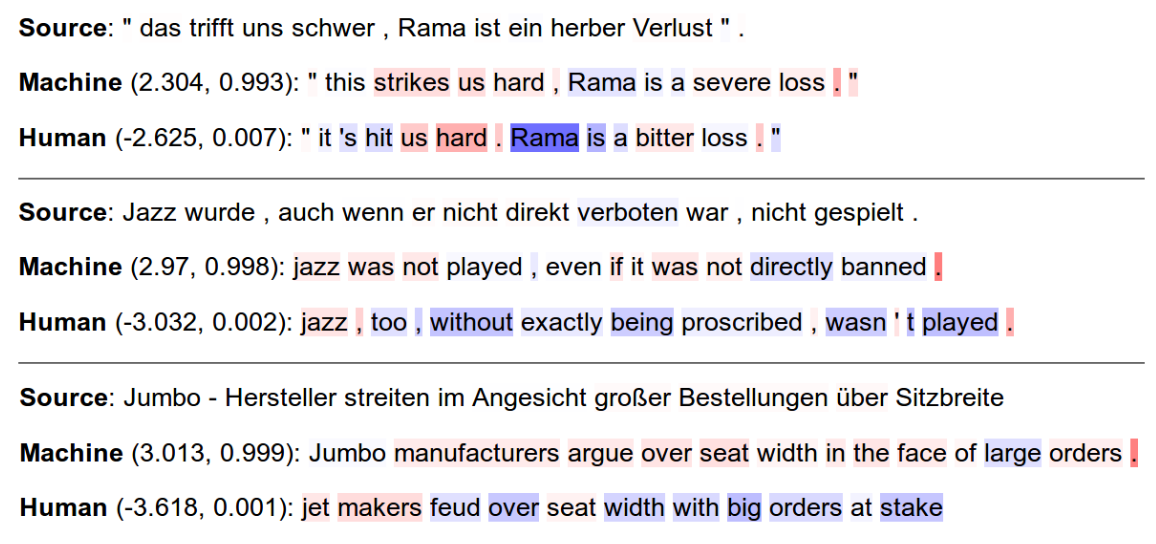 Source: " das trifft uns schwer , Rama ist ein herber Verlust " .
Machine (2.304, 0.993): " this strikes us hard , Rama is a severe loss . "
Human (-2.625, 0.007): " it 's hit us hard . Rama is a bitter loss . "
Source: Jazz wurde , auch wenn er nicht direkt verboten war , nicht gespielt .
Machine (2.97, 0.998): jazz was not played , even if it was not directly banned .
Human (-3.032, 0.002): jazz , too , without exactly being proscribed , wasn ' t played .
Source: Jumbo - Hersteller streiten im Angesicht großer Bestellungen über Sitzbreite
Machine (3.013, 0.999): Jumbo manufacturers argue over seat width in the face of large orders .
Human (-3.618, 0.001): jet makers feud over seat width with big orders at stake